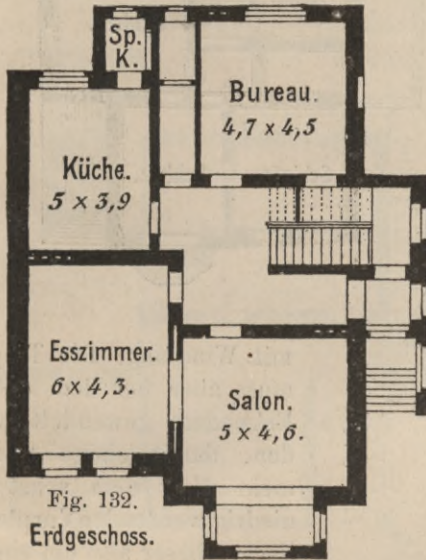 Sp.
K.
Bureau.
4,7 x 4,5
Küche.
5 x 3,9
Esszimmer.
6 x 4,3.
Salon.
5 x 4,6.
Fig. 132.
Erdgeschoss.